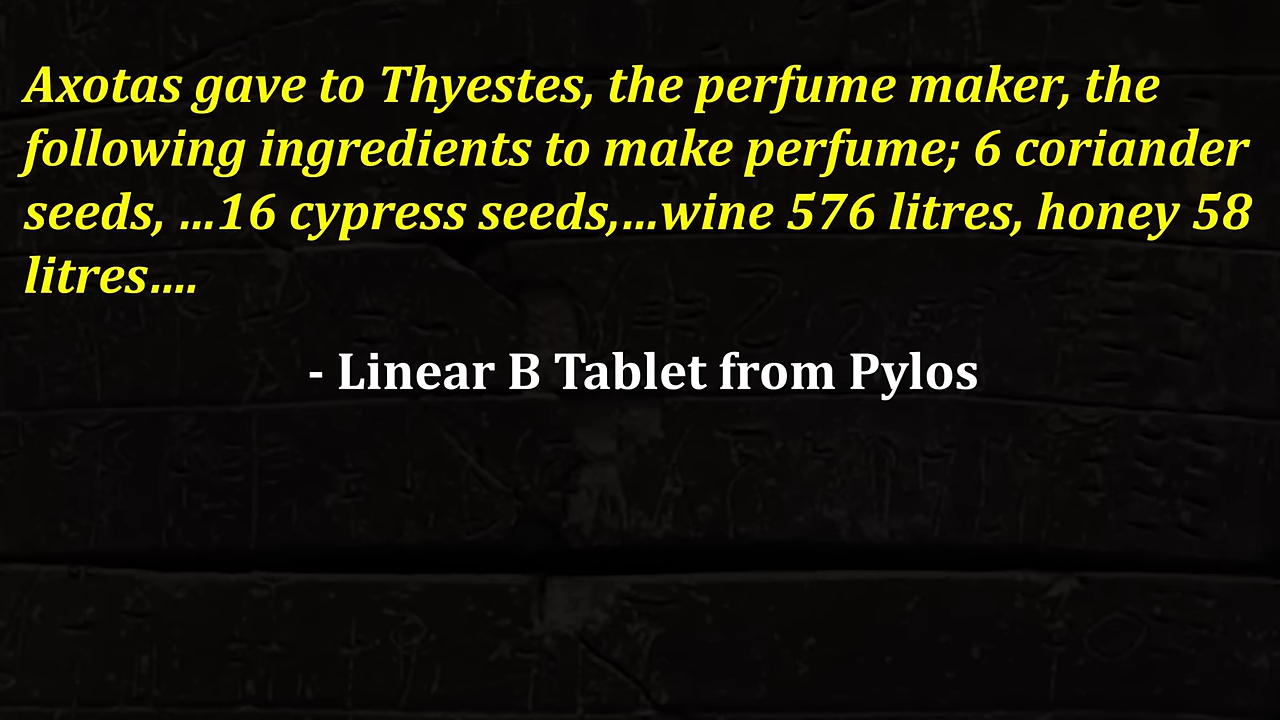 Axotas gave to Thyestes, the perfume maker, the
following ingredients to make perfume; 6 coriander
seeds, ...16 cypress seeds,...wine 576 litres, honey 58
litres....
- Linear B Tablet from Pylos